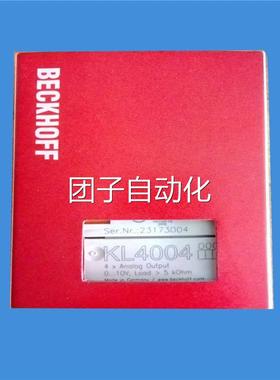 BECKHOFF
团子自动化
Ser.Nr.: 23173004
KL4004
4 x Analog Output
0...10V, Load > 5 kOhm
Made in Germany / www.beckhoff.com